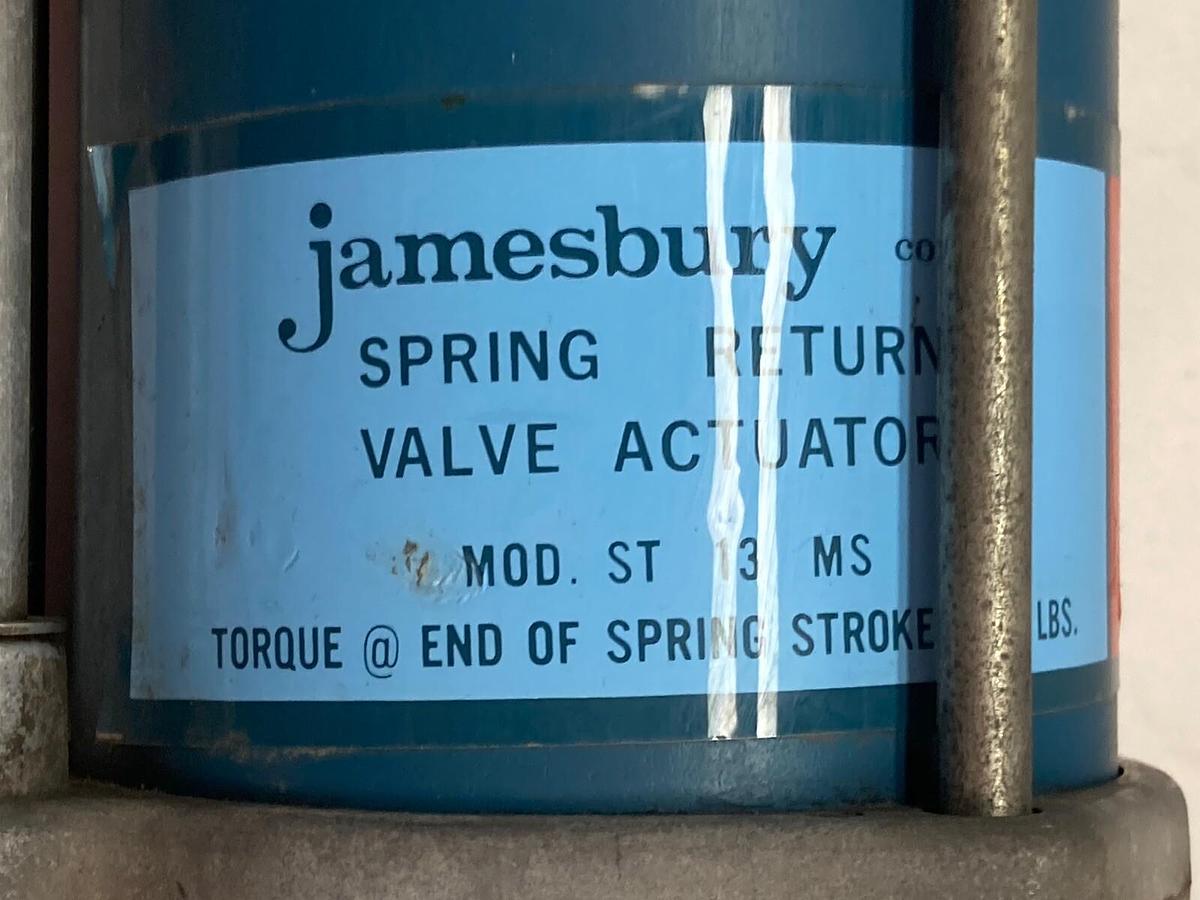 jamesbury
SPRING RETURN
VALVE ACTUATOR
MOD. ST 13 MS
TORQUE @ END OF SPRING STROKE LBS.